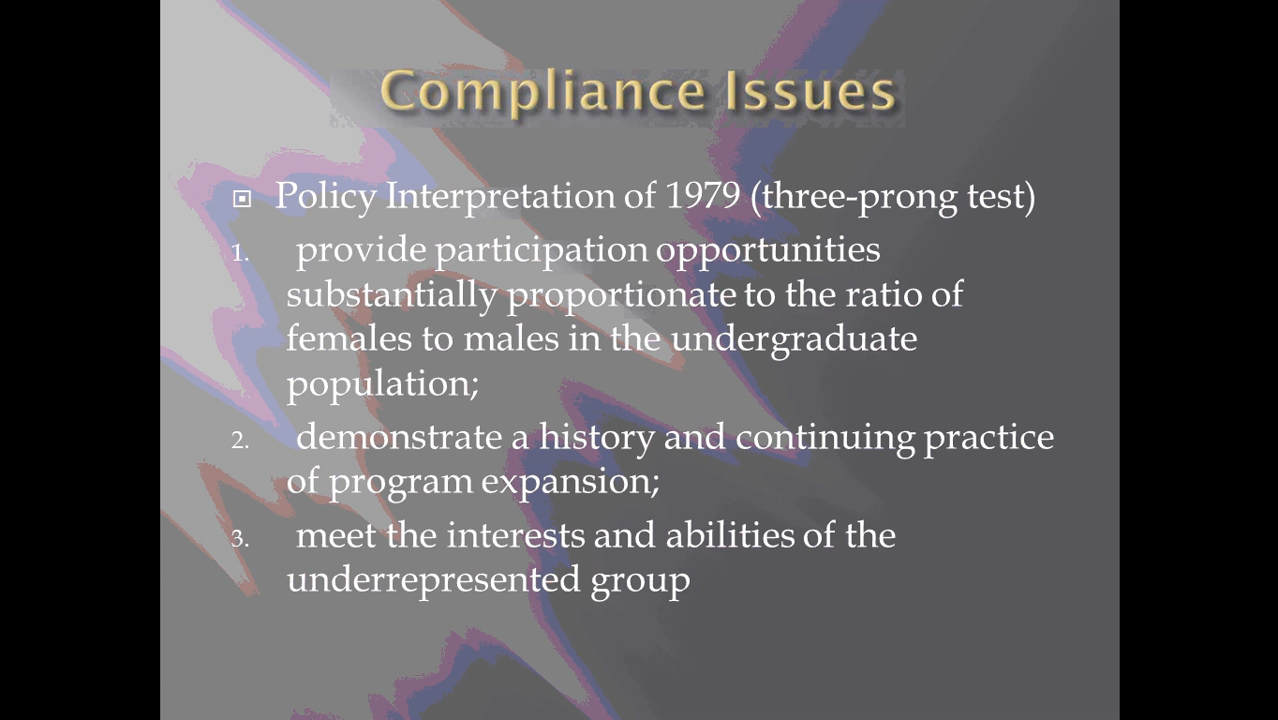 Compliance Issues
Policy Interpretation of 1979 (three-prong test)
1. provide participation opportunities
substantially proportionate to the ratio of
females to males in the undergraduate
population;
2. demonstrate a history and continuing practice
of program expansion;
3. meet the interests and abilities of the
underrepresented group